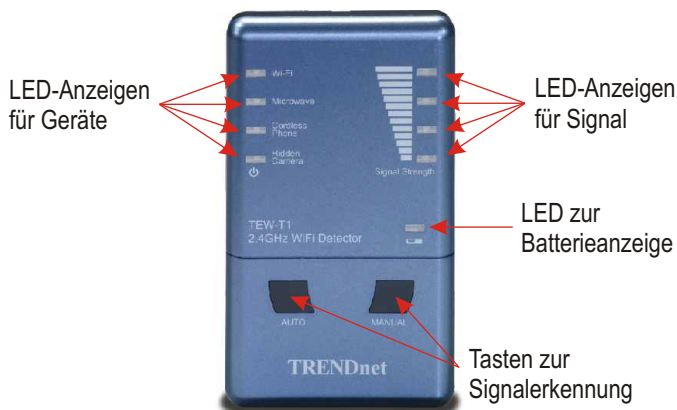 LED-Anzeigen
für Geräte
Wi-Fi
Microwave
Cordless
Phone
Hidden
Camera
Signal Strength
LED-Anzeigen
für Signal
TEW-T1
2.4GHz WiFi Detector
LED zur
Batterieanzeige
AUTO
MANUAL
TRENDnet
Tasten zur
Signalerkennung